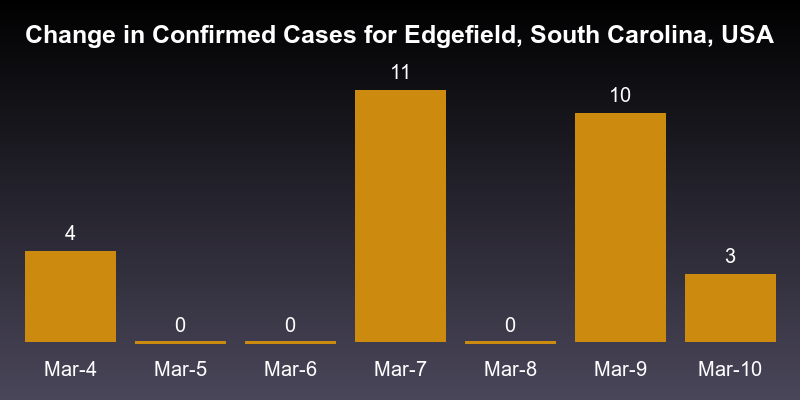 Change in Confirmed Cases for Edgefield, South Carolina, USA
4
0
0
11
0
10
3
Mar-4
Mar-5
Mar-6
Mar-7
Mar-8
Mar-9
Mar-10